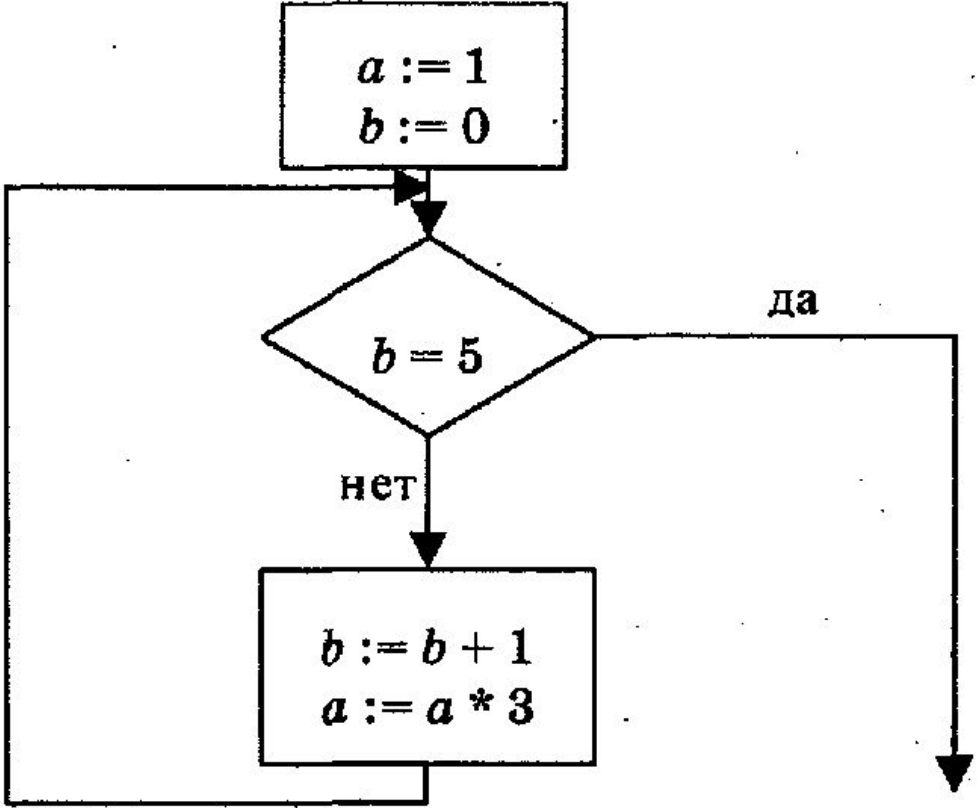 a := 1
b := 0
b = 5
да
нет
b := b + 1
a := a * 3